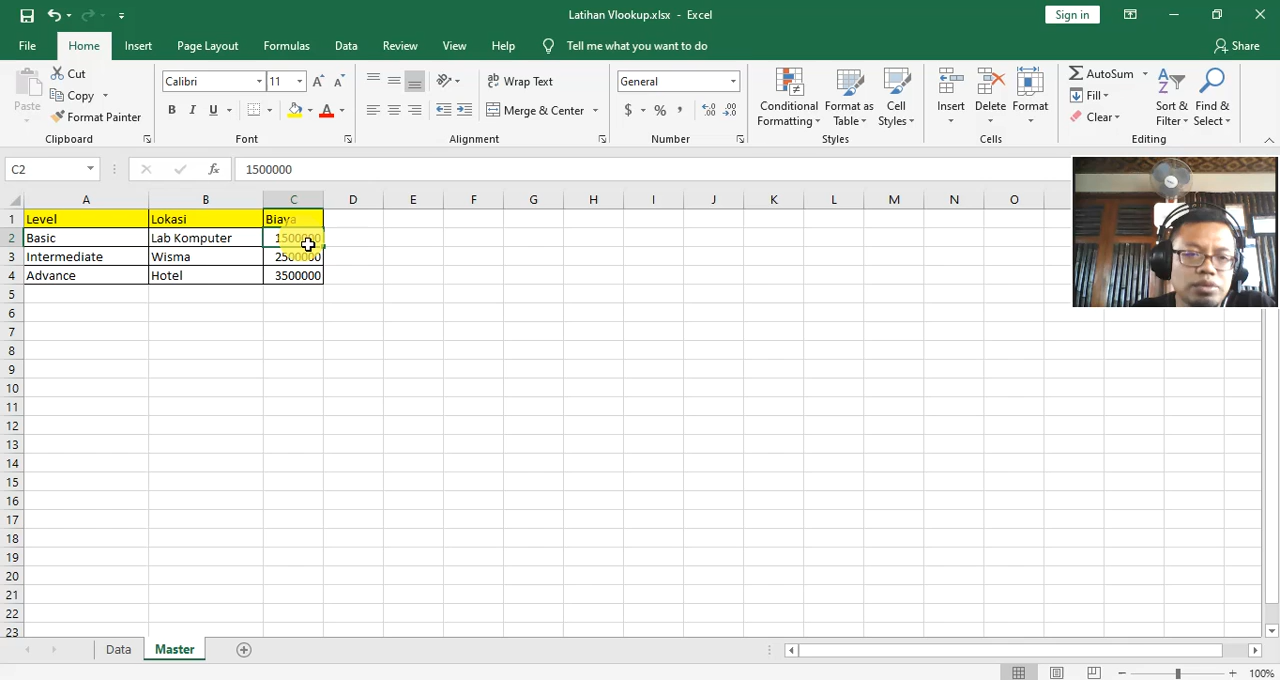 Latihan Vlookup.xlsx - Excel
Sign in
File Home Insert Page Layout Formulas Data Review View Help Tell me what you want to do Share
Paste
Cut
Copy
Format Painter
Clipboard
Calibri 11
B I U
Font
Wrap Text
Merge & Center
Alignment
General
$ % ,
Number
Conditional Formatting
Format as Table
Cell Styles
Styles
Insert
Delete
Format
Cells
AutoSum
Fill
Clear
Sort & Filter
Find & Select
Editing
C2 fx 1500000
A B C D E F G H I J K L M N O
1 Level Lokasi Biaya
2 Basic Lab Komputer 1500000
3 Intermediate Wisma 2500000
4 Advance Hotel 3500000
5
6
7
8
9
10
11
12
13
14
15
16
17
18
19
20
21
22
23
Data Master
100%